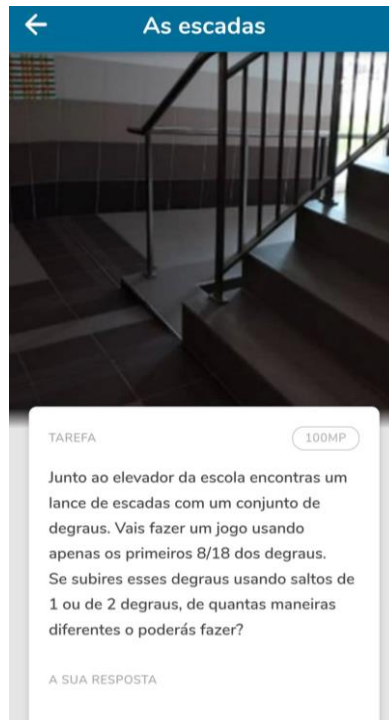 As escadas
TAREFA
100MP
Junto ao elevador da escola encontras um
lance de escadas com um conjunto de
degraus. Vais fazer um jogo usando
apenas os primeiros 8/18 dos degraus.
Se subires esses degraus usando saltos de
1 ou de 2 degraus, de quantas maneiras
diferentes o poderás fazer?
A SUA RESPOSTA